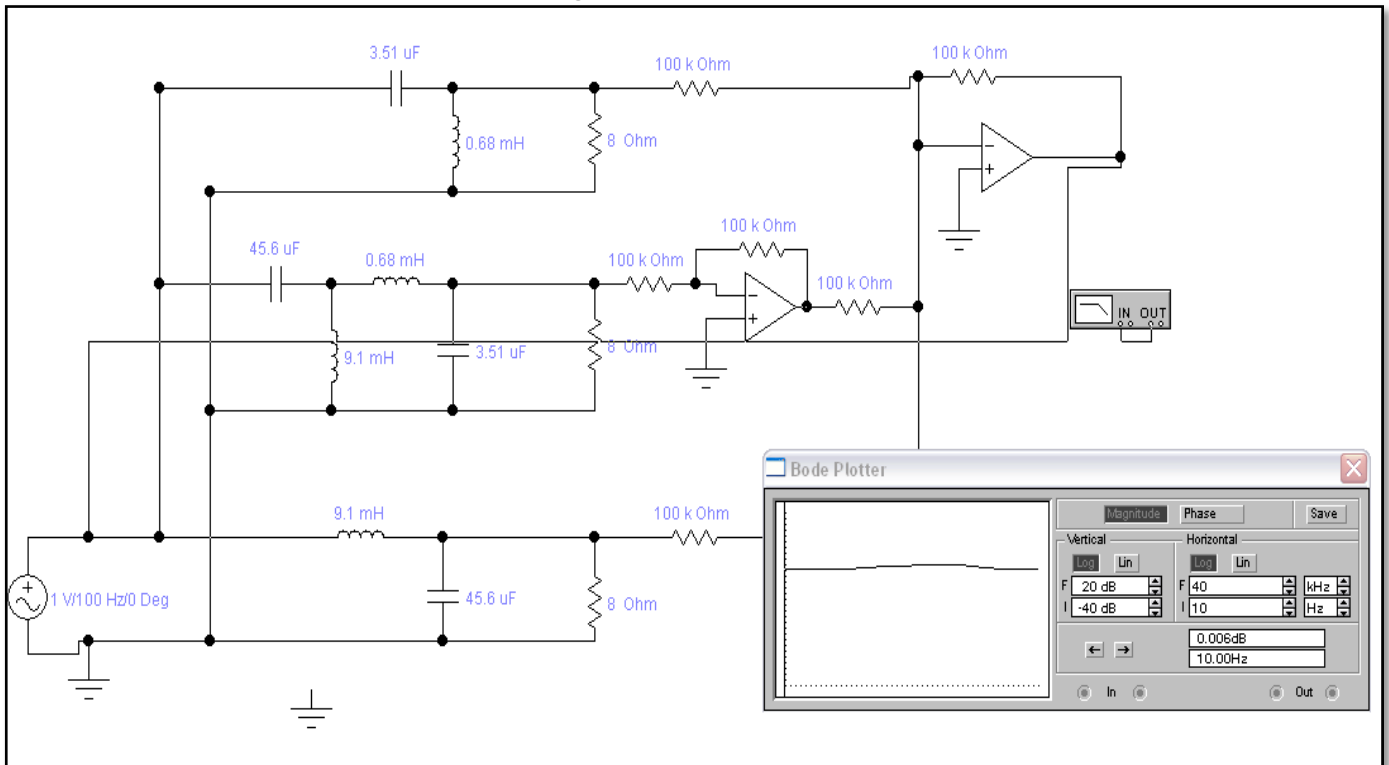 3.51 uF
100 k Ohm
100 k Ohm
0.68 mH
8 Ohm
45.6 uF
0.68 mH
100 k Ohm
100 k Ohm
100 k Ohm
IN OUT
9.1 mH
3.51 uF
8 Ohm
9.1 mH
100 k Ohm
1 V/100 Hz/0 Deg
45.6 uF
8 Ohm
Bode Plotter
Magnitude Phase Save
Vertical Horizontal
Log Lin Log Lin
F 20 dB F 40 kHz
I -40 dB I 10 Hz
0.006dB
10.00Hz
In Out